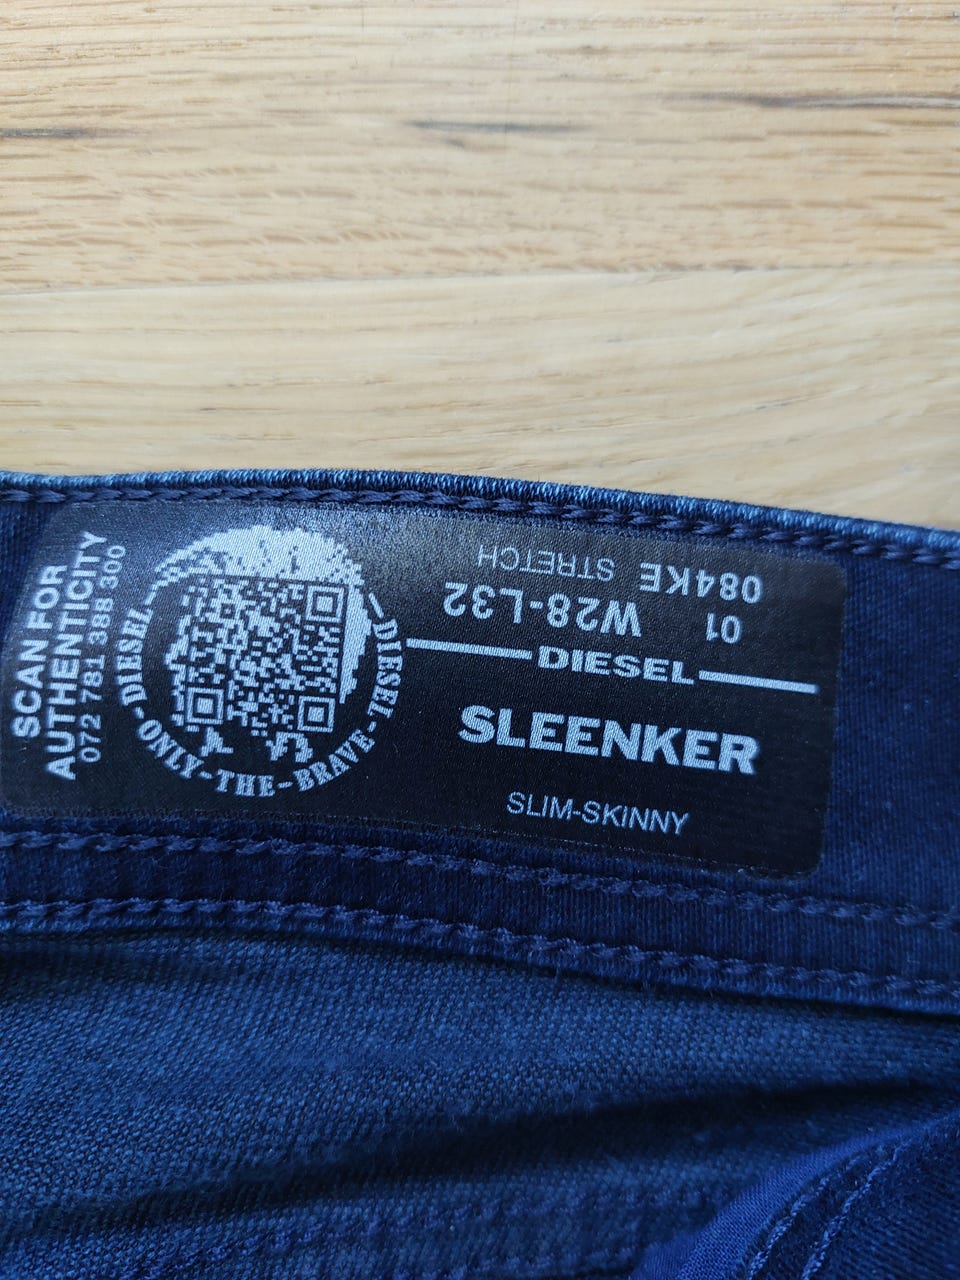 SCAN FOR
AUTHENTICITY
072 781 388 300
DIESEL-ONLY-THE-BRAVE-DIESEL
084KE STRETCH
01 W28-L32
DIESEL
SLEENKER
SLIM-SKINNY